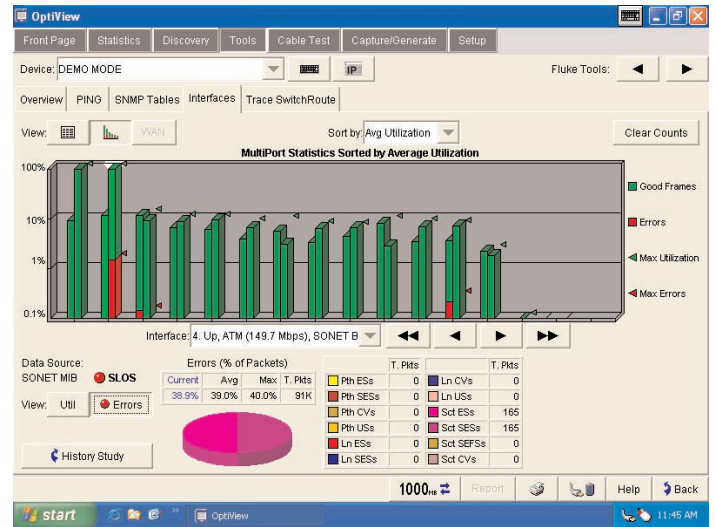 OptiView
Front Page Statistics Discovery Tools Cable Test Capture/Generate Setup
Device: DEMO MODE IP Fluke Tools:
Overview PING SNMP Tables Interfaces Trace SwitchRoute
View: WAN Sort by: Avg Utilization Clear Counts
MultiPort Statistics Sorted by Average Utilization
100%
10%
1%
0.1%
Good Frames
Errors
Max Utilization
Max Errors
Interface: 4. Up, ATM (149.7 Mbps), SONET B
Data Source:
SONET MIB SLOS
View: Util Errors
History Study
Errors (% of Packets)
Current Avg Max T. Pkts
38.9% 39.0% 40.0% 91K
T. Pkts T. Pkts
Pth ESs 0 Ln CVs 0
Pth SESs 0 Ln USs 0
Pth CVs 0 Sct ESs 165
Pth USs 0 Sct SESs 165
Ln ESs 0 Sct SEFSs 0
Ln SESs 0 Sct CVs 0
1000 MB Report Help Back
start OptiView 11:45 AM